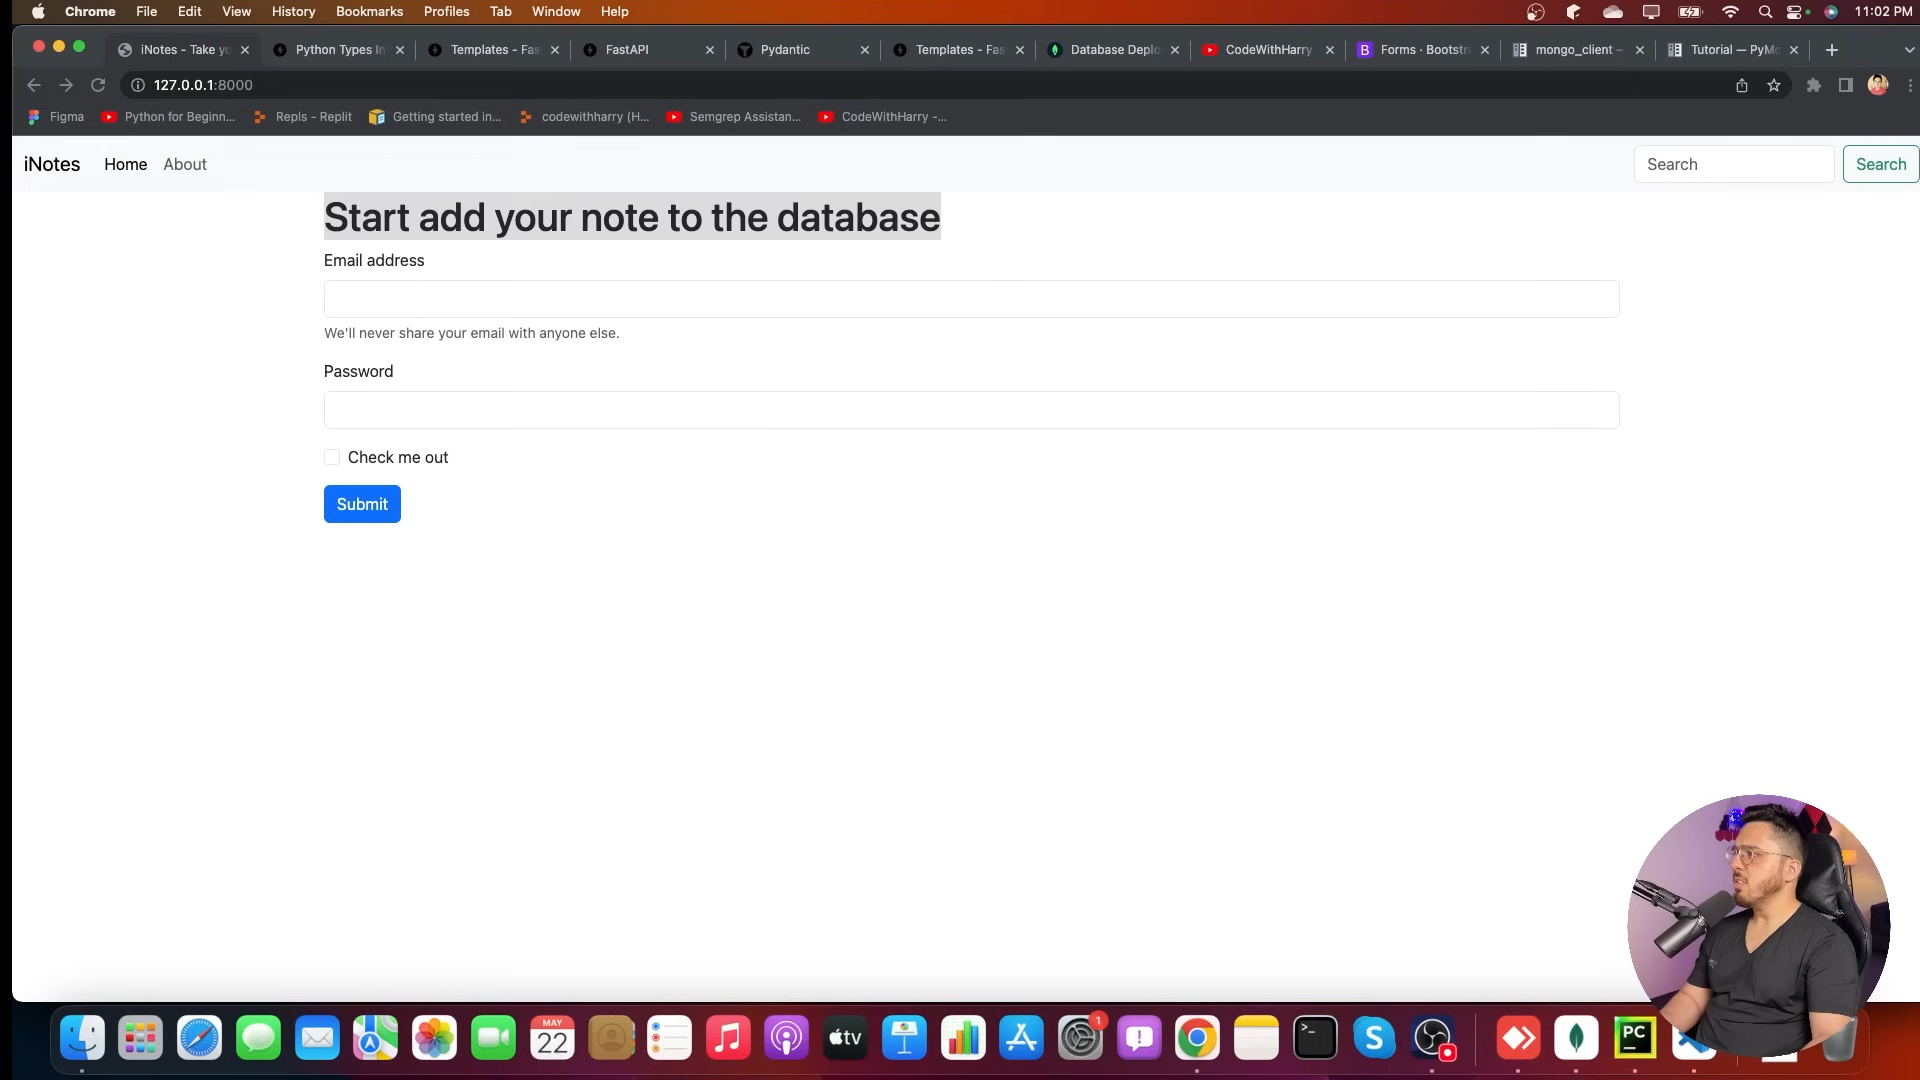 Chrome File Edit View History Bookmarks Profiles Tab Window Help 11:02 PM
iNotes - Take yo Python Types In Templates - Fas FastAPI Pydantic Templates - Fas Database Deplo CodeWithHarry Forms · Bootstra mongo_client – Tutorial — PyMo
127.0.0.1:8000
Figma Python for Beginn... Repls - Replit Getting started in... codewithharry (H... Semgrep Assistan... CodeWithHarry -...
iNotes Home About Search Search
Start add your note to the database
Email address
We'll never share your email with anyone else.
Password
Check me out
Submit
MAY
22
tv
1
PC